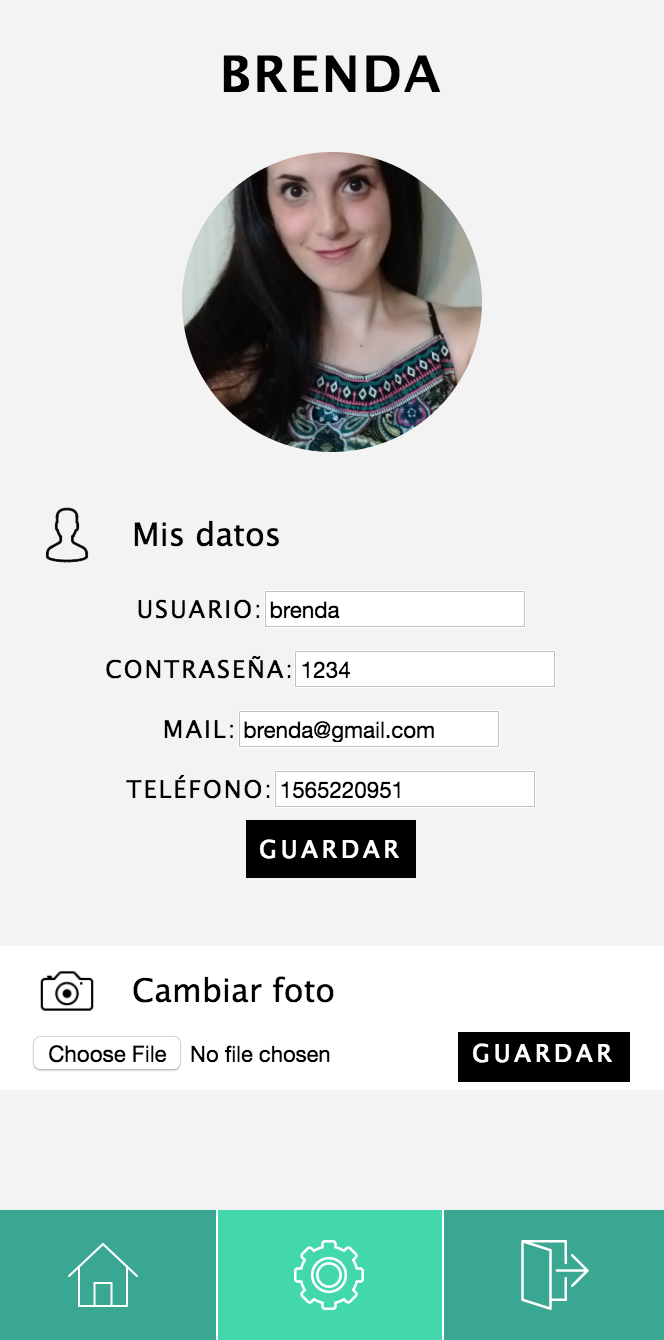 BRENDA
Mis datos
USUARIO: brenda
CONTRASEÑA: 1234
MAIL: brenda@gmail.com
TELÉFONO: 1565220951
GUARDAR
Cambiar foto
Choose File No file chosen GUARDAR